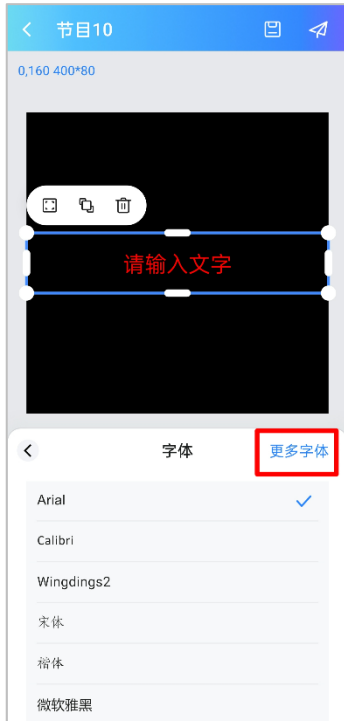 节目10
0,160 400*80
请输入文字
字体 更多字体
Arial
Calibri
Wingdings2
宋体
楷体
微软雅黑